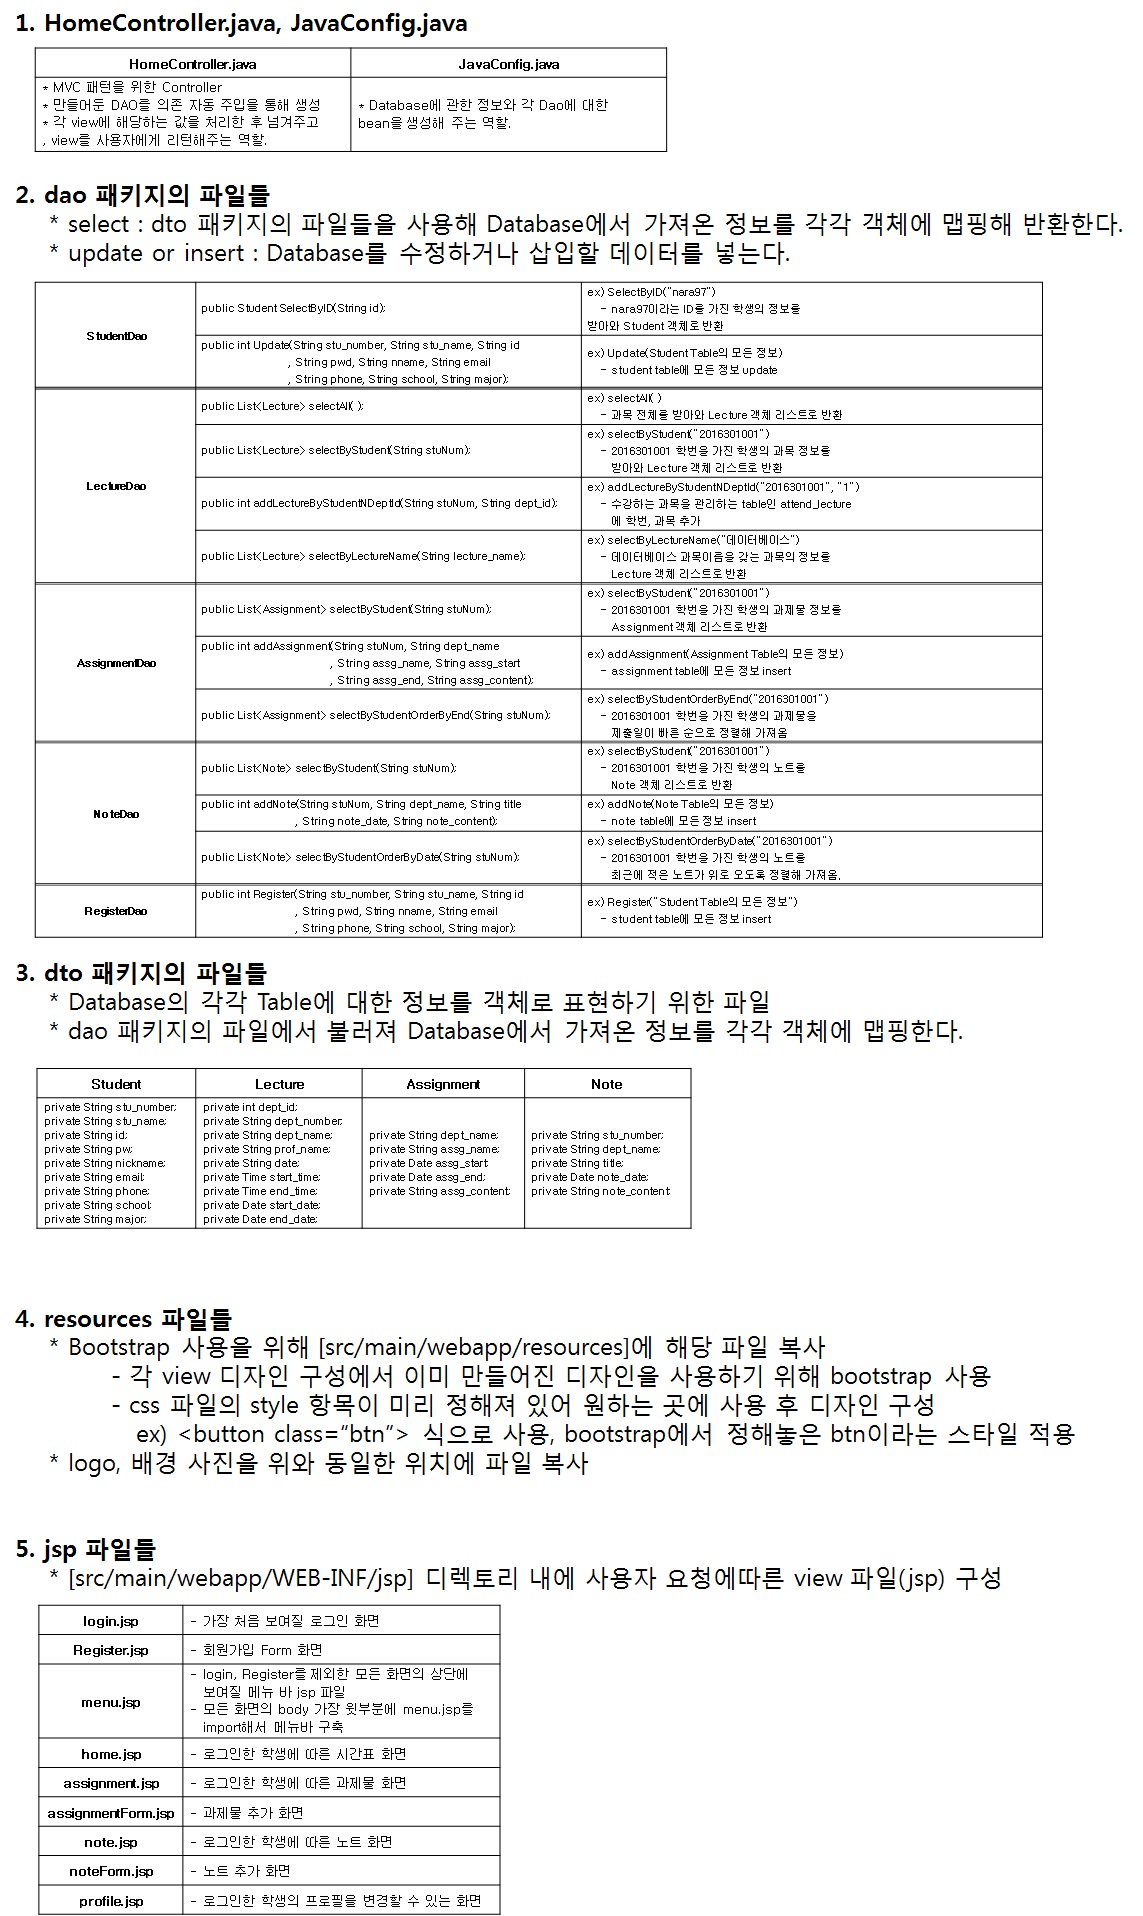 1. HomeController.java, JavaConfig.java
HomeController.java
JavaConfig.java
* MVC 패턴을 위한 Controller
* 만들어둔 DAO를 의존 자동 주입을 통해 생성
* 각 view에 해당하는 값을 처리한 후 넘겨주고
, view를 사용자에게 리턴해주는 역할.
* Database에 관한 정보와 각 Dao에 대한
bean을 생성해 주는 역할.
2. dao 패키지의 파일들
* select : dto 패키지의 파일들을 사용해 Database에서 가져온 정보를 각각 객체에 맵핑해 반환한다.
* update or insert : Database를 수정하거나 삽입할 데이터를 넣는다.
StudentDao
public Student SelectByID(String id);
ex) SelectByID("nara97")
- nara97이라는 ID를 가진 학생의 정보를
받아와 Student 객체로 반환
public int Update(String stu_number, String stu_name, String id
, String pwd, String nname, String email
, String phone, String school, String major);
ex) Update(Student Table의 모든 정보)
- student table에 모든 정보 update
LectureDao
public List<Lecture> selectAll( );
ex) selectAll( )
- 과목 전체를 받아와 Lecture 객체 리스트로 반환
public List<Lecture> selectByStudent(String stuNum);
ex) selectByStudent("2016301001")
- 2016301001 학번을 가진 학생의 과목 정보를
받아와 Lecture 객체 리스트로 반환
public int addLectureByStudentNDeptId(String stuNum, String dept_id);
ex) addLectureByStudentNDeptId("2016301001", "1")
- 수강하는 과목을 관리하는 table인 attend_lecture
에 학번, 과목 추가
public List<Lecture> selectByLectureName(String lecture_name);
ex) selectByLectureName("데이터베이스")
- 데이터베이스 과목이음을 갖는 과목의 정보를
Lecture 객체 리스트로 반환
AssignmentDao
public List<Assignment> selectByStudent(String stuNum);
ex) selectByStudent("2016301001")
- 2016301001 학번을 가진 학생의 과제물 정보를
Assignment 객체 리스트로 반환
public int addAssignment(String stuNum, String dept_name
, String assg_name, String assg_start
, String assg_end, String assg_content);
ex) addAssignment(Assignment Table의 모든 정보)
- assignment table에 모든 정보 insert
public List<Assignment> selectByStudentOrderByEnd(String stuNum);
ex) selectByStudentOrderByEnd("2016301001")
- 2016301001 학번을 가진 학생의 과제물을
제출일이 빠른 순으로 정렬해 가져옴
NoteDao
public List<Note> selectByStudent(String stuNum);
ex) selectByStudent("2016301001")
- 2016301001 학번을 가진 학생의 노트를
Note 객체 리스트로 반환
public int addNote(String stuNum, String dept_name, String title
, String note_date, String note_content);
ex) addNote(Note Table의 모든 정보)
- note table에 모든 정보 insert
public List<Note> selectByStudentOrderByDate(String stuNum);
ex) selectByStudentOrderByDate("2016301001")
- 2016301001 학번을 가진 학생의 노트를
최근에 적은 노트가 위로 오도록 정렬해 가져옴.
RegisterDao
public int Register(String stu_number, String stu_name, String id
, String pwd, String nname, String email
, String phone, String school, String major);
ex) Register("Student Table의 모든 정보")
- student table에 모든 정보 insert
3. dto 패키지의 파일들
* Database의 각각 Table에 대한 정보를 객체로 표현하기 위한 파일
* dao 패키지의 파일에서 불러져 Database에서 가져온 정보를 각각 객체에 맵핑한다.
Student
Lecture
Assignment
Note
private String stu_number;
private String stu_name;
private String id;
private String pw;
private String nickname;
private String email;
private String phone;
private String school;
private String major;
private int dept_id;
private String dept_number;
private String dept_name;
private String prof_name;
private String date;
private Time start_time;
private Time end_time;
private Date start_date;
private Date end_date;
private String dept_name;
private String assg_name;
private Date assg_start
private Date assg_end;
private String assg_content;
private String stu_number;
private String dept_name;
private String title;
private Date note_date;
private String note_content
4. resources 파일들
* Bootstrap 사용을 위해 [src/main/webapp/resources]에 해당 파일 복사
- 각 view 디자인 구성에서 이미 만들어진 디자인을 사용하기 위해 bootstrap 사용
- css 파일의 style 항목이 미리 정해져 있어 원하는 곳에 사용 후 디자인 구성
ex) <button class="btn"> 식으로 사용, bootstrap에서 정해놓은 btn이라는 스타일 적용
* logo, 배경 사진을 위와 동일한 위치에 파일 복사
5. jsp 파일들
* [src/main/webapp/WEB-INF/jsp] 디렉토리 내에 사용자 요청에따른 view 파일(jsp) 구성
login.jsp
- 가장 처음 보여질 로그인 화면
Register.jsp
- 회원가입 Form 화면
menu.jsp
- login, Register를 제외한 모든 화면의 상단에
보여질 메뉴 바 jsp 파일
- 모든 화면의 body 가장 윗부분에 menu.jsp를
import해서 메뉴바 구축
home.jsp
- 로그인한 학생에 따른 시간표 화면
assignment.jsp
- 로그인한 학생에 따른 과제물 화면
assignmentForm.jsp
- 과제물 추가 화면
note.jsp
- 로그인한 학생에 따른 노트 화면
noteForm.jsp
- 노트 추가 화면
profile.jsp
- 로그인한 학생의 프로필을 변경할 수 있는 화면